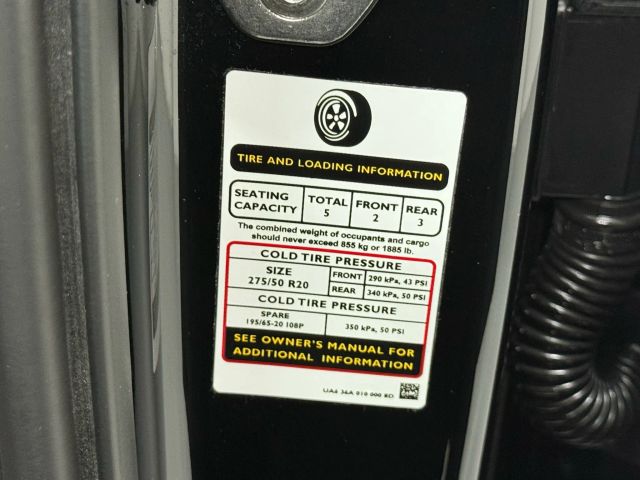 TIRE AND LOADING INFORMATION
SEATING CAPACITY TOTAL 5 FRONT 2 REAR 3
The combined weight of occupants and cargo
should never exceed 855 kg or 1885 lb.
COLD TIRE PRESSURE
SIZE 275/50 R20
FRONT 290 kPa, 43 PSI
REAR 340 kPa, 50 PSI
COLD TIRE PRESSURE
SPARE 195/65-20 108P
350 kPa, 50 PSI
SEE OWNER'S MANUAL FOR
ADDITIONAL INFORMATION